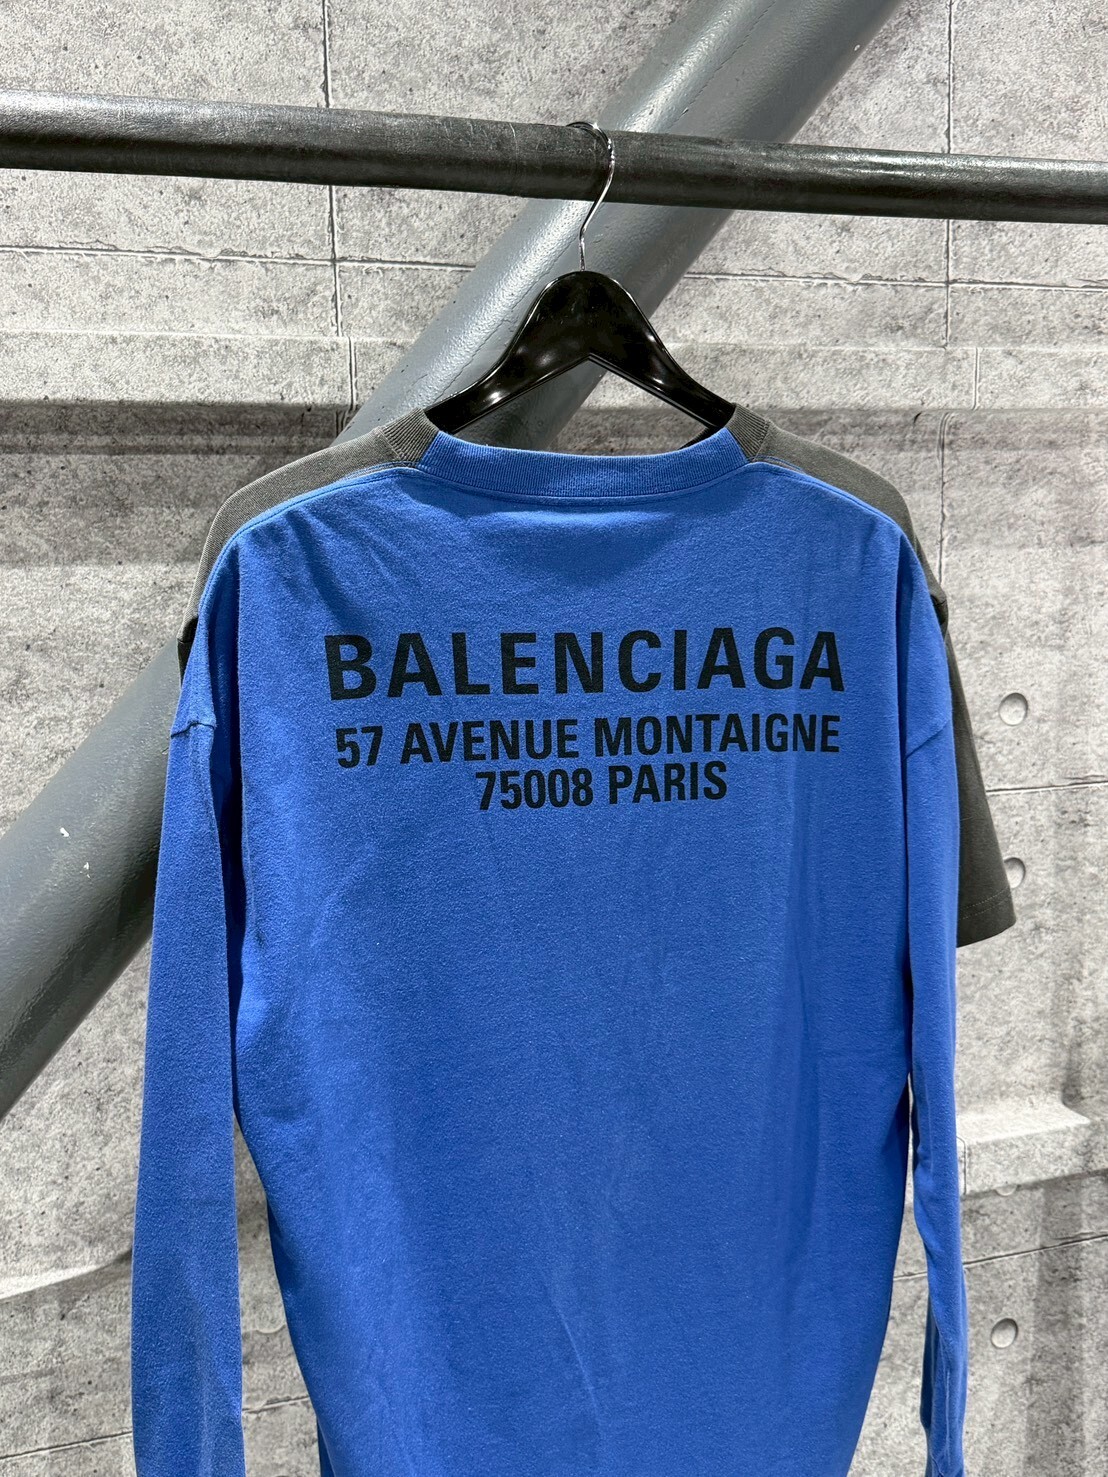 BALENCIAGA
57 AVENUE MONTAIGNE
75008 PARIS